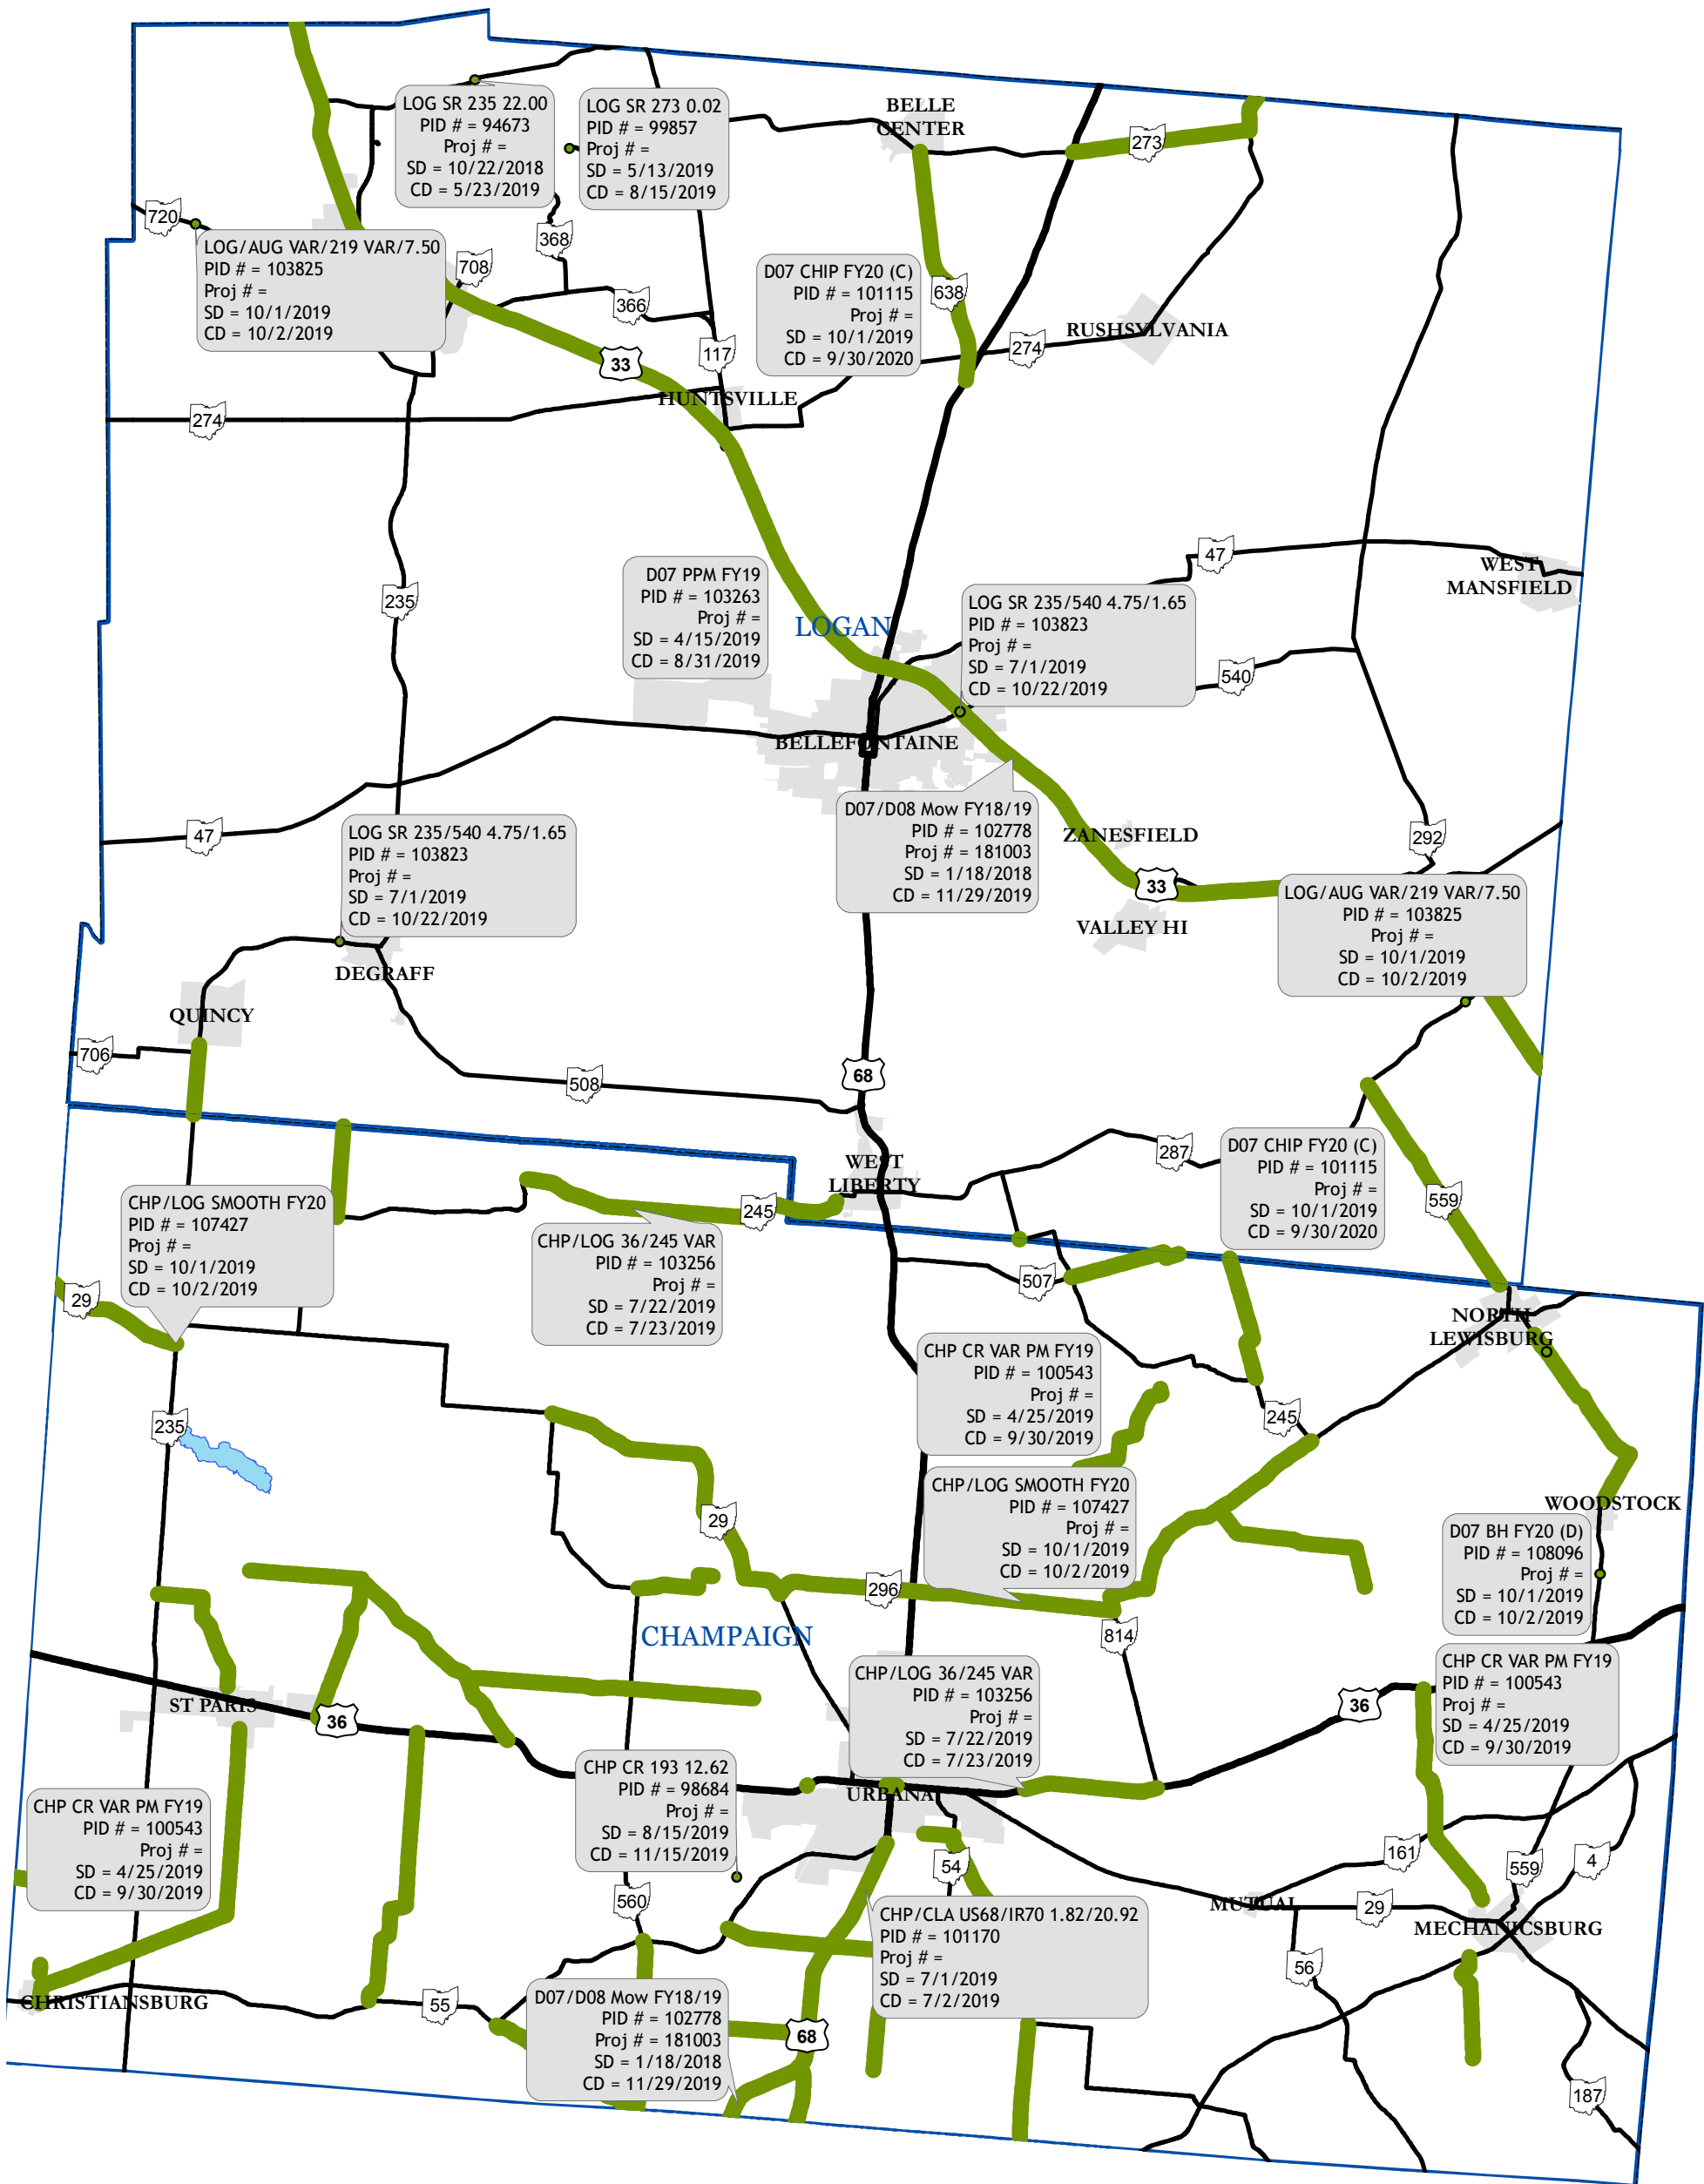 LOG SR 235 22.00
PID # = 94673
Proj # =
SD = 10/22/2018
CD = 5/23/2019
LOG SR 273 0.02
PID # = 99857
Proj # =
SD = 5/13/2019
CD = 8/15/2019
BELLE
CENTER
273
720
LOG/AUG VAR/219 VAR/7.50
PID # = 103825
Proj # =
SD = 10/1/2019
CD = 10/2/2019
708
368
366
D07 CHIP FY20 (C)
PID # = 101115
Proj # =
SD = 10/1/2019
CD = 9/30/2020
638
RUSHSYLVANIA
274
117
33
HUNTSVILLE
274
47
WEST
MANSFIELD
235
D07 PPM FY19
PID # = 103263
Proj # =
SD = 4/15/2019
CD = 8/31/2019
LOGAN
LOG SR 235/540 4.75/1.65
PID # = 103823
Proj # =
SD = 7/1/2019
CD = 10/22/2019
540
BELLEFONTAINE
D07/D08 Mow FY18/19
PID # = 102778
Proj # = 181003
SD = 1/18/2018
CD = 11/29/2019
ZANESFIELD
292
47
LOG SR 235/540 4.75/1.65
PID # = 103823
Proj # =
SD = 7/1/2019
CD = 10/22/2019
33
VALLEY HI
LOG/AUG VAR/219 VAR/7.50
PID # = 103825
Proj # =
SD = 10/1/2019
CD = 10/2/2019
DEGRAFF
QUINCY
706
508
68
WEST
LIBERTY
287
D07 CHIP FY20 (C)
PID # = 101115
Proj # =
SD = 10/1/2019
CD = 9/30/2020
559
CHP/LOG SMOOTH FY20
PID # = 107427
Proj # =
SD = 10/1/2019
CD = 10/2/2019
245
CHP/LOG 36/245 VAR
PID # = 103256
Proj # =
SD = 7/22/2019
CD = 7/23/2019
29
507
NORTH
LEWISBURG
CHP CR VAR PM FY19
PID # = 100543
Proj # =
SD = 4/25/2019
CD = 9/30/2019
245
235
CHP/LOG SMOOTH FY20
PID # = 107427
Proj # =
SD = 10/1/2019
CD = 10/2/2019
29
WOODSTOCK
D07 BH FY20 (D)
PID # = 108096
Proj # =
SD = 10/1/2019
CD = 10/2/2019
296
CHAMPAIGN
814
CHP/LOG 36/245 VAR
PID # = 103256
Proj # =
SD = 7/22/2019
CD = 7/23/2019
CHP CR VAR PM FY19
PID # = 100543
Proj # =
SD = 4/25/2019
CD = 9/30/2019
ST PARIS
36
36
CHP CR 193 12.62
PID # = 98684
Proj # =
SD = 8/15/2019
CD = 11/15/2019
URBANA
CHP CR VAR PM FY19
PID # = 100543
Proj # =
SD = 4/25/2019
CD = 9/30/2019
54
161
559
4
560
CHP/CLA US68/IR70 1.82/20.92
PID # = 101170
Proj # =
SD = 7/1/2019
CD = 7/2/2019
MUTUAL
29
MECHANICSBURG
56
CHRISTIANSBURG
55
D07/D08 Mow FY18/19
PID # = 102778
Proj # = 181003
SD = 1/18/2018
CD = 11/29/2019
68
187